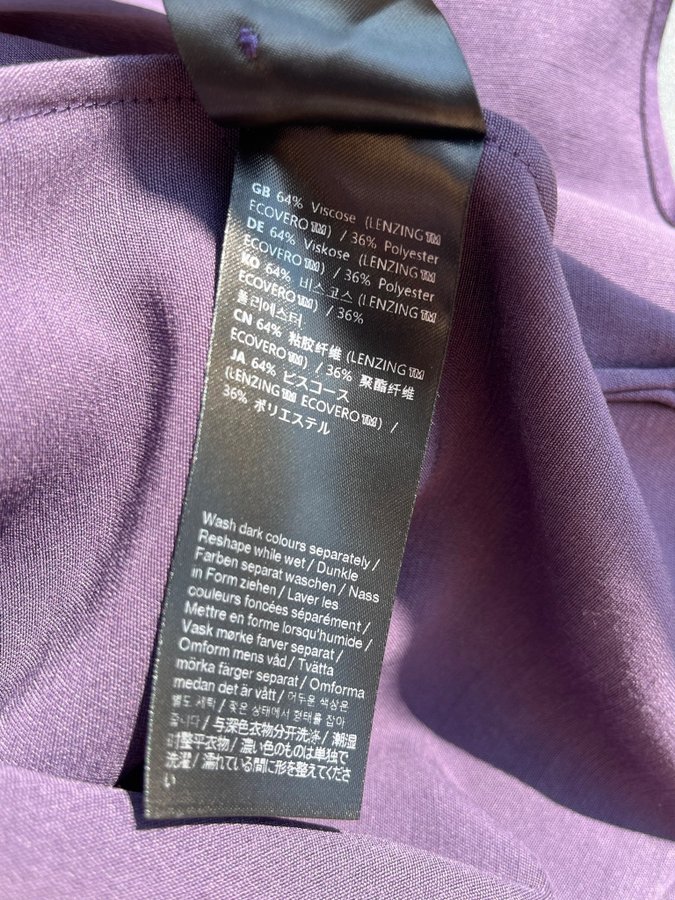 GB 64% Viscose (LENZING™
ECOVERO™) / 36% Polyester
DE 64% Viskose (LENZING™
ECOVERO™) / 36% Polyester
KO 64% 비스코스 (LENZING™
ECOVERO™) / 36%
폴리에스터
CN 64% 粘胶纤维 (LENZING™
ECOVERO™) / 36% 聚酯纤维
JA 64% ビスコース
(LENZING™ ECOVERO™) /
36% ポリエステル
Wash dark colours separately /
Reshape while wet / Dunkle
Farben separat waschen / Nass
in Form ziehen / Laver les
couleurs foncées séparément /
Mettre en forme lorsqu'humide /
Vask mørke farver separat /
Omform mens våd / Tvätta
mörka färger separat / Omforma
medan det är vått / 어두운 색상은
별도 세탁 / 젖은 상태에서 형태를 잡아
줍니다 / 与深色衣物分开洗涤 / 潮湿
时整平衣物 / 濃い色のものは単独で
洗濯 / 濡れている間に形を整えてくださ
い